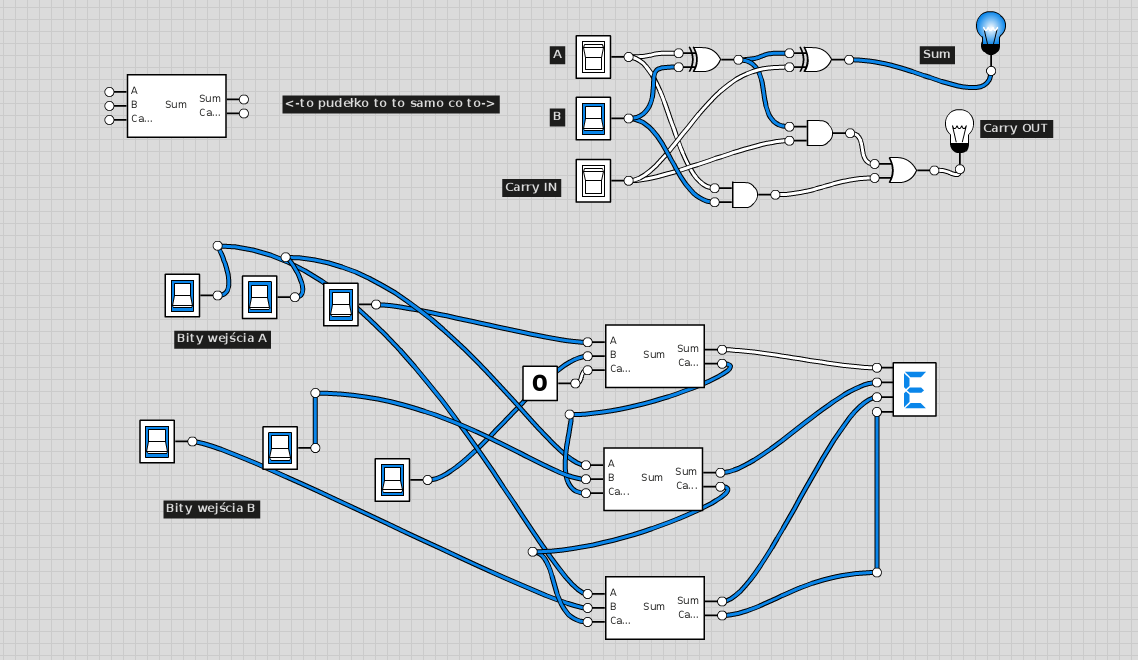 A
B
Ca...
Sum
Sum
Ca...
<-to pudełko to to samo co to->
A
B
Carry IN
Sum
Carry OUT
Bity wejścia A
Bity wejścia B
0
A
B
Ca...
Sum
Sum
Ca...
E
A
B
Ca...
Sum
Sum
Ca...
A
B
Ca...
Sum
Sum
Ca...